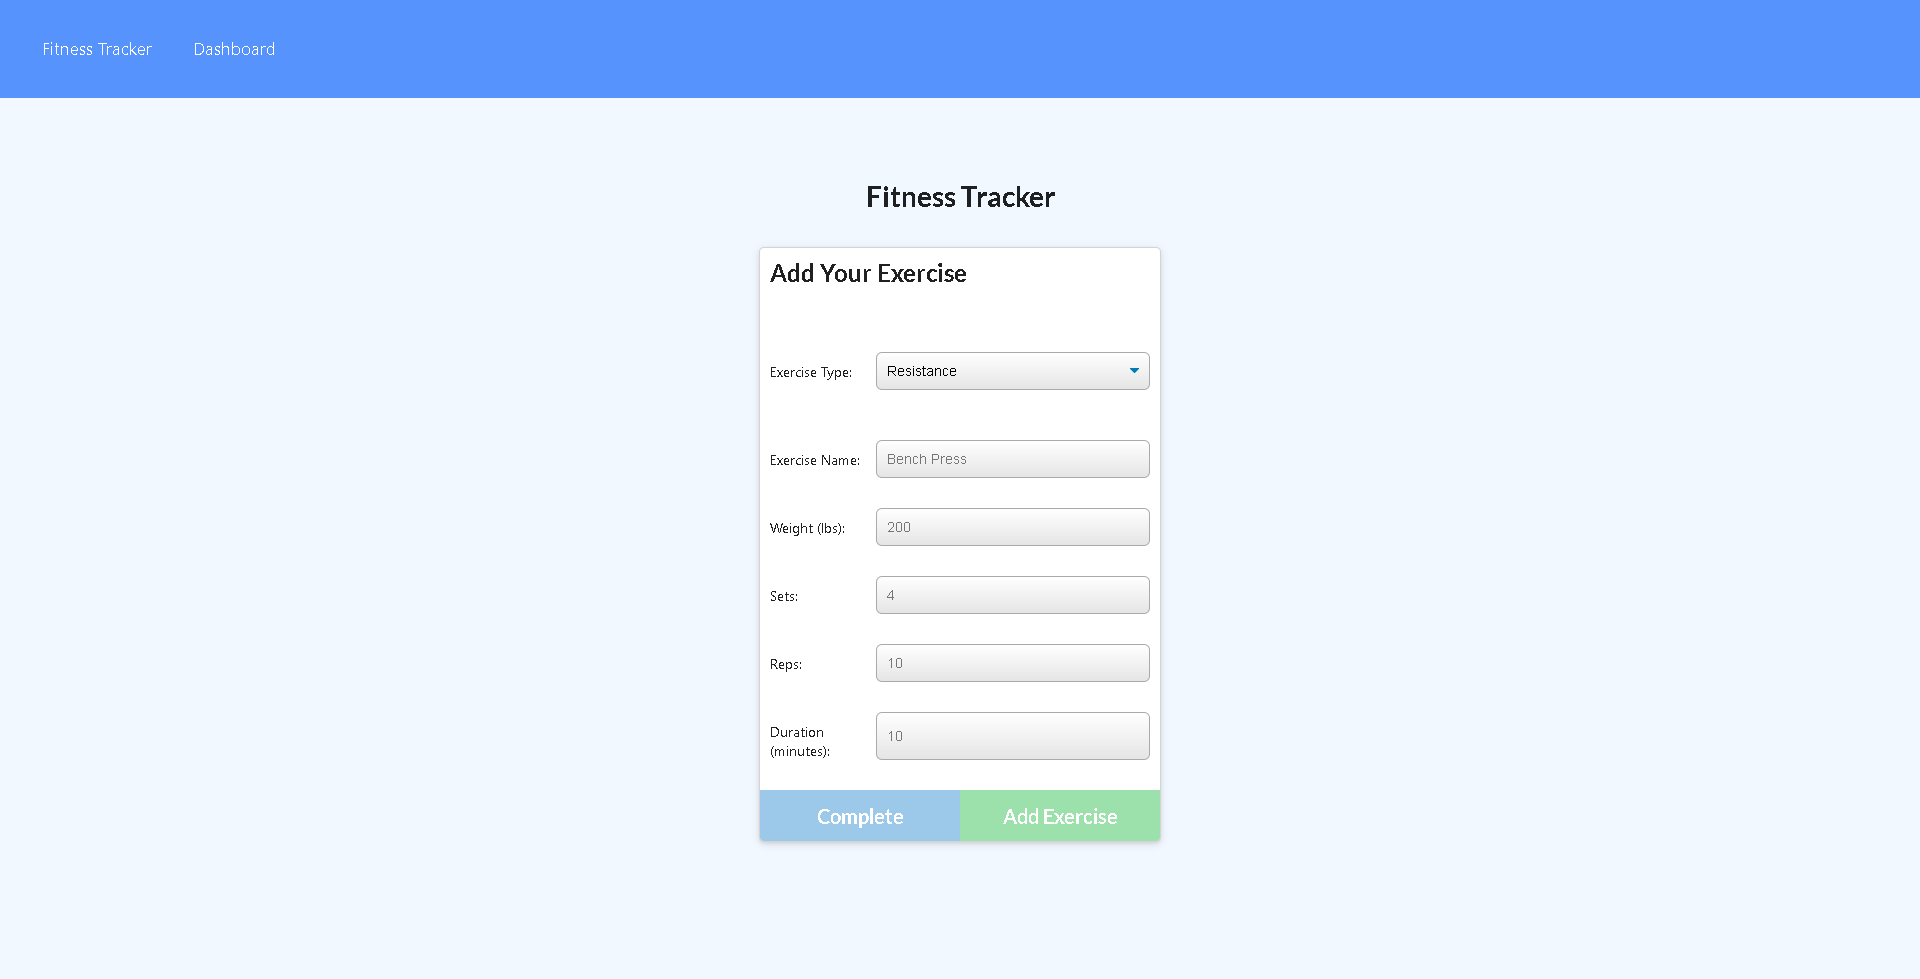 Fitness Tracker Dashboard
Fitness Tracker
Add Your Exercise
Exercise Type: Resistance
Exercise Name: Bench Press
Weight (lbs): 200
Sets: 4
Reps: 10
Duration
(minutes): 10
Complete Add Exercise